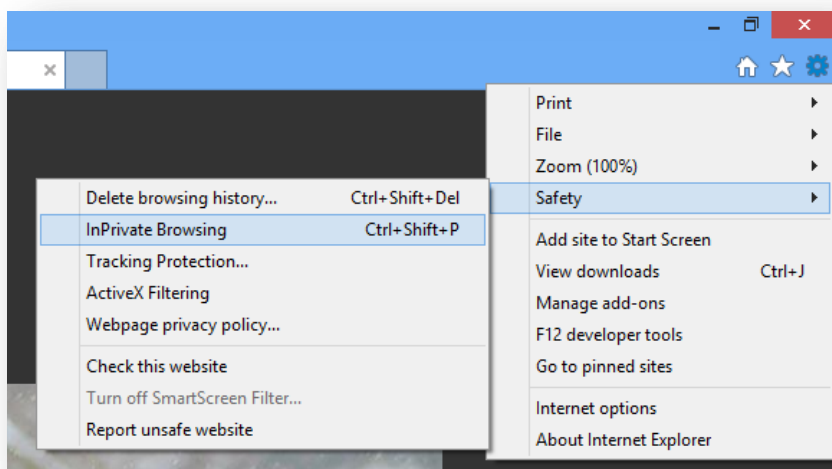 Print
File
Zoom (100%)
Safety
Add site to Start Screen
View downloads Ctrl+J
Manage add-ons
F12 developer tools
Go to pinned sites
Internet options
About Internet Explorer
Delete browsing history... Ctrl+Shift+Del
InPrivate Browsing Ctrl+Shift+P
Tracking Protection...
ActiveX Filtering
Webpage privacy policy...
Check this website
Turn off SmartScreen Filter...
Report unsafe website